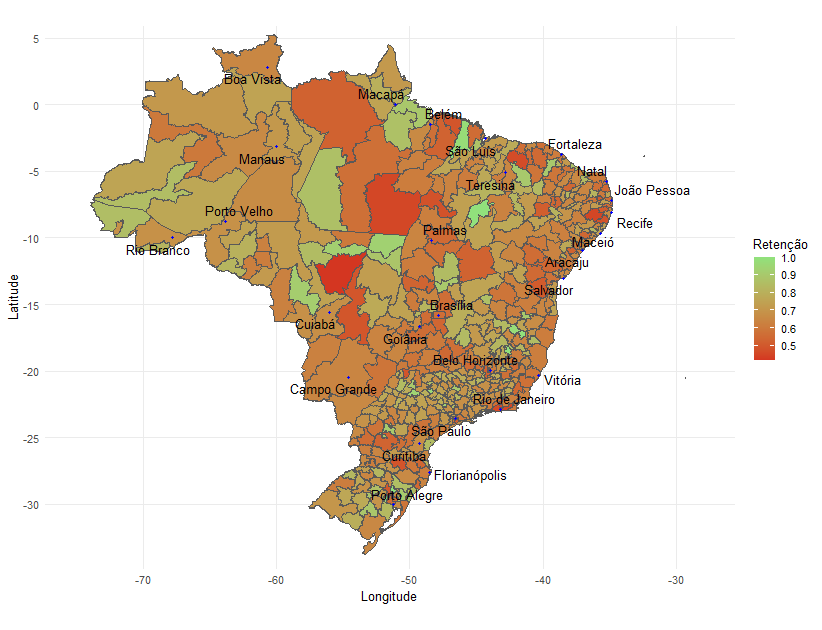 5
0
-5
-10
-15
-20
-25
-30
Latitude
Boa Vista
Macapá
Belém
São Luís
Fortaleza
Manaus
Teresina
Natal
João Pessoa
Porto Velho
Recife
Rio Branco
Palmas
Maceió
Aracaju
Salvador
Cuiabá
Brasília
Goiânia
Belo Horizonte
Vitória
Campo Grande
Rio de Janeiro
São Paulo
Curitiba
Florianópolis
Porto Alegre
Retenção
1.0
0.9
0.8
0.7
0.6
0.5
-70
-60
-50
-40
-30
Longitude